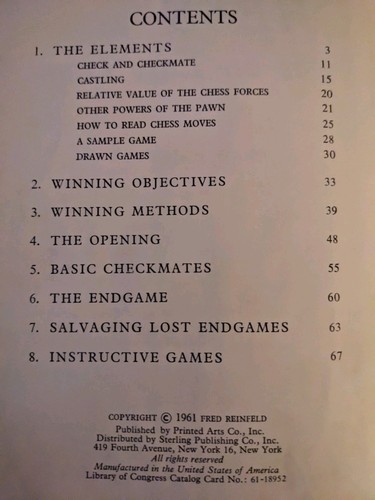 CONTENTS
1. THE ELEMENTS 3
CHECK AND CHECKMATE 11
CASTLING 15
RELATIVE VALUE OF THE CHESS FORCES 20
OTHER POWERS OF THE PAWN 21
HOW TO READ CHESS MOVES 25
A SAMPLE GAME 28
DRAWN GAMES 30
2. WINNING OBJECTIVES 33
3. WINNING METHODS 39
4. THE OPENING 48
5. BASIC CHECKMATES 55
6. THE ENDGAME 60
7. SALVAGING LOST ENDGAMES 63
8. INSTRUCTIVE GAMES 67
COPYRIGHT © 1961 FRED REINFELD
Published by Printed Arts Co., Inc.
Distributed by Sterling Publishing Co., Inc.
419 Fourth Avenue, New York 16, New York
All rights reserved
Manufactured in the United States of America
Library of Congress Catalog Card No.: 61-18952